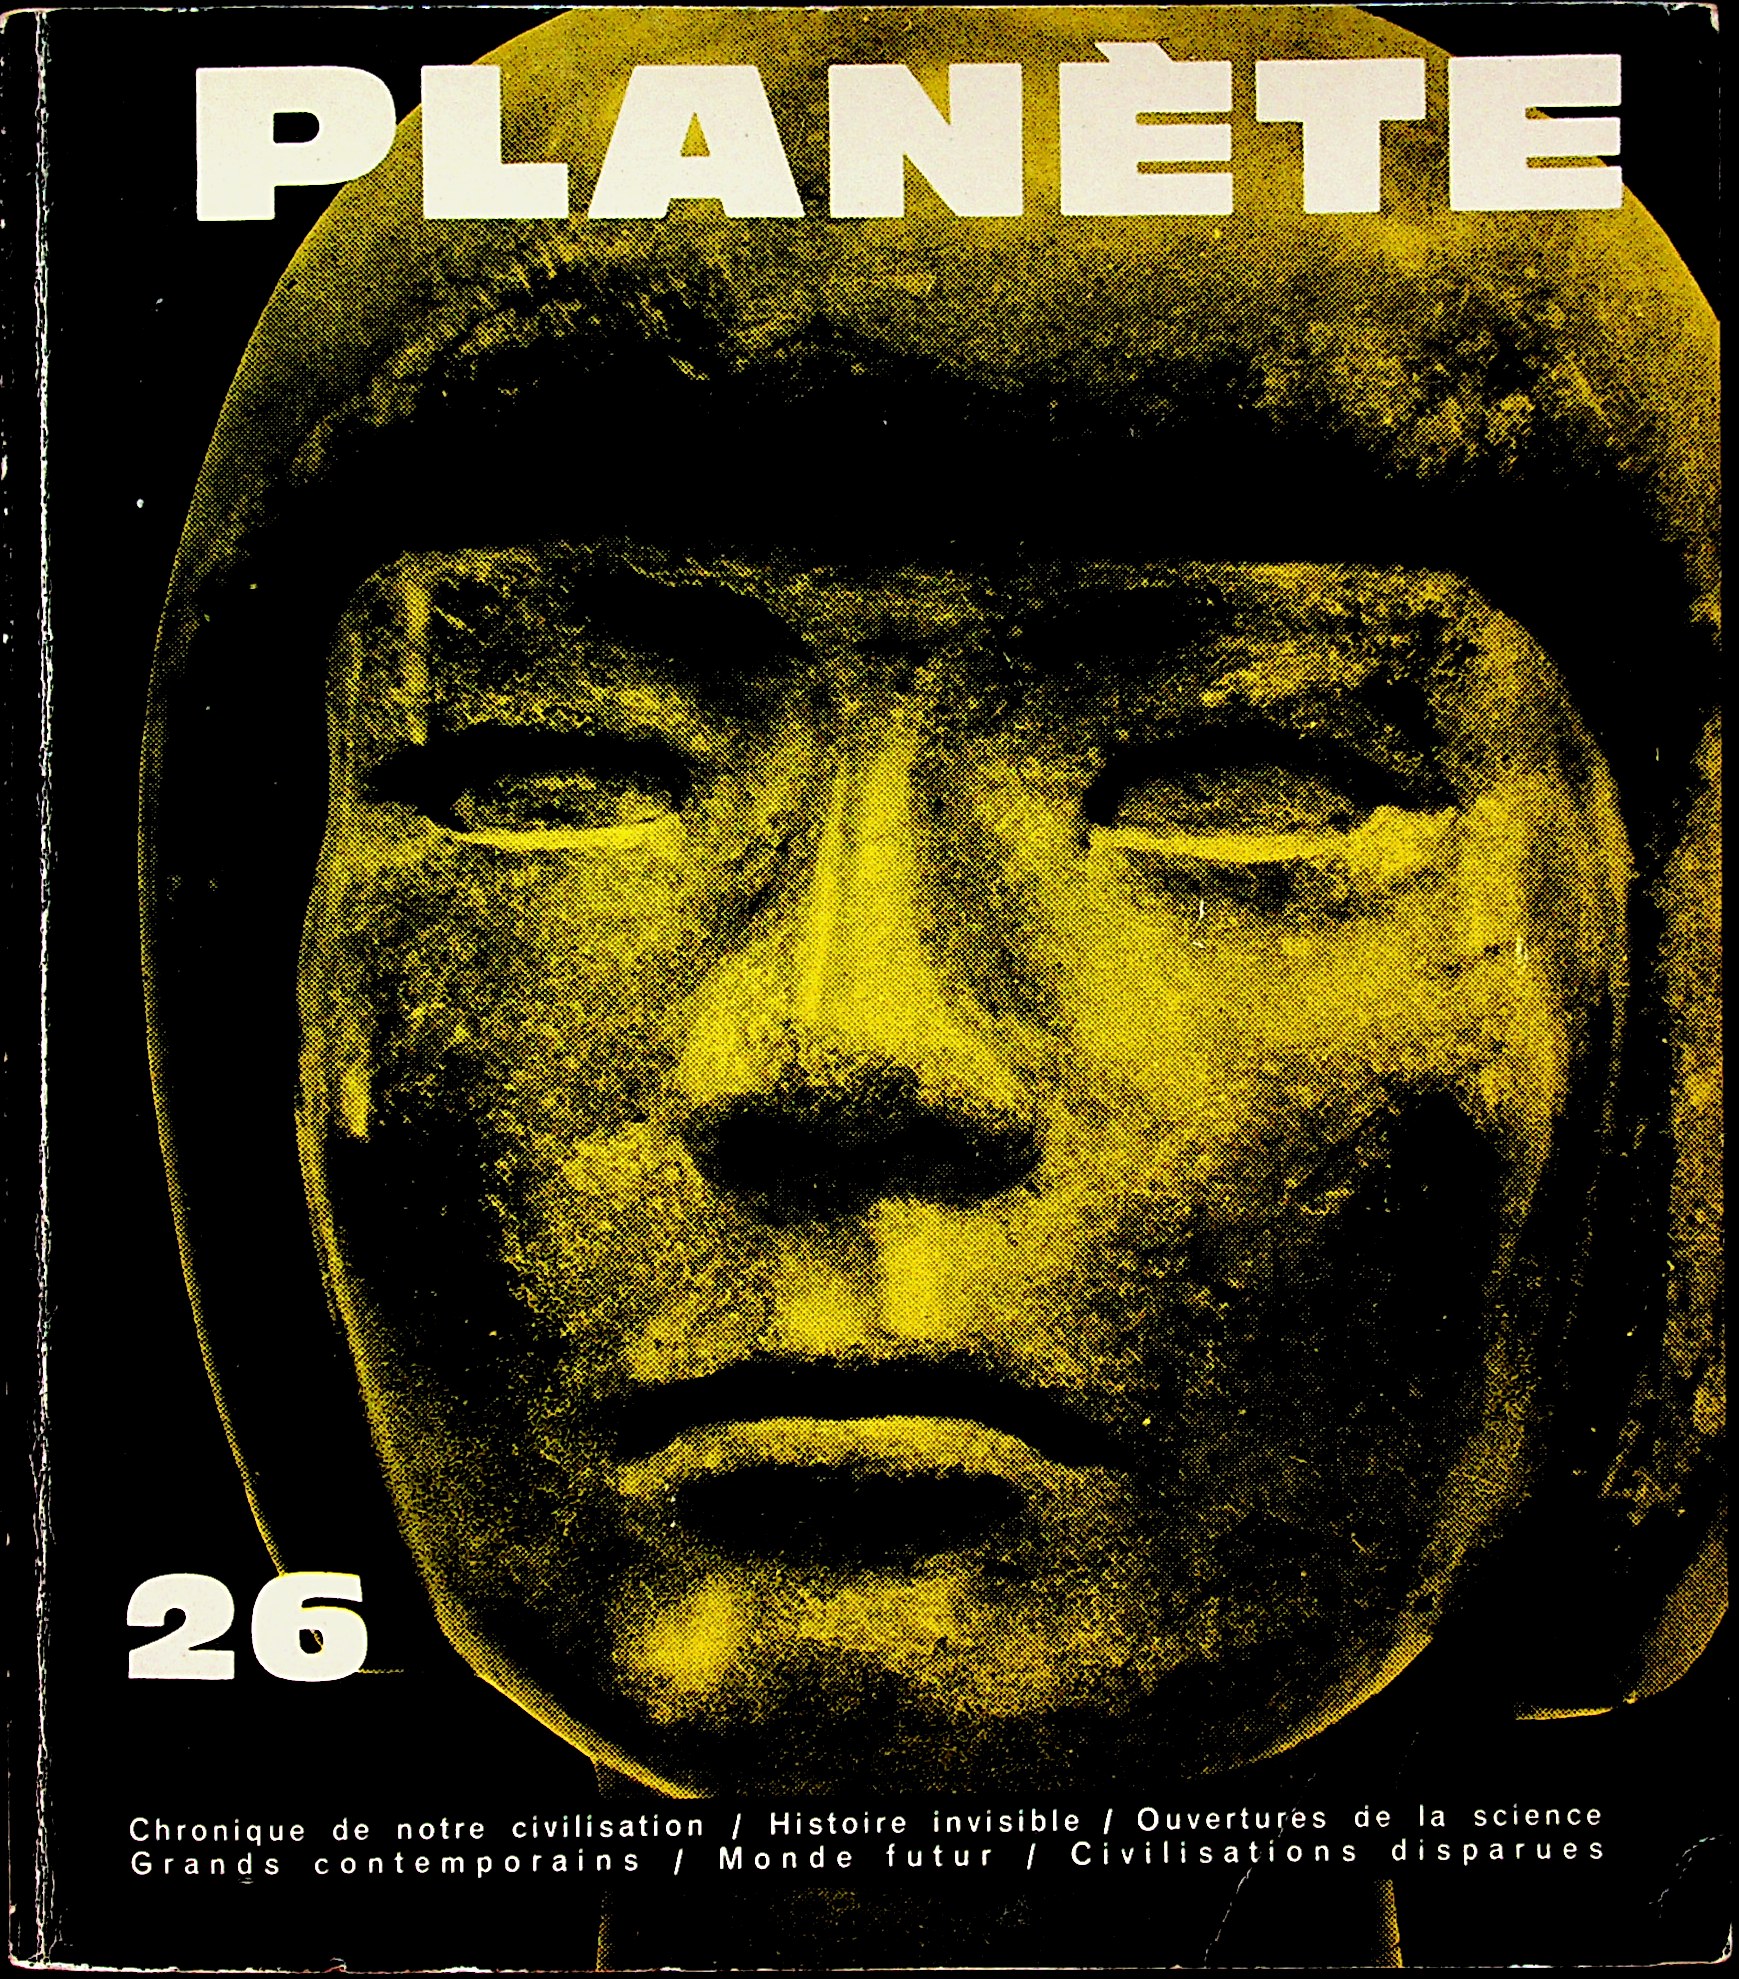 PLANÈTE
26
Chronique de notre civilisation / Histoire invisible / Ouvertures de la science
Grands contemporains / Monde futur / Civilisations disparues